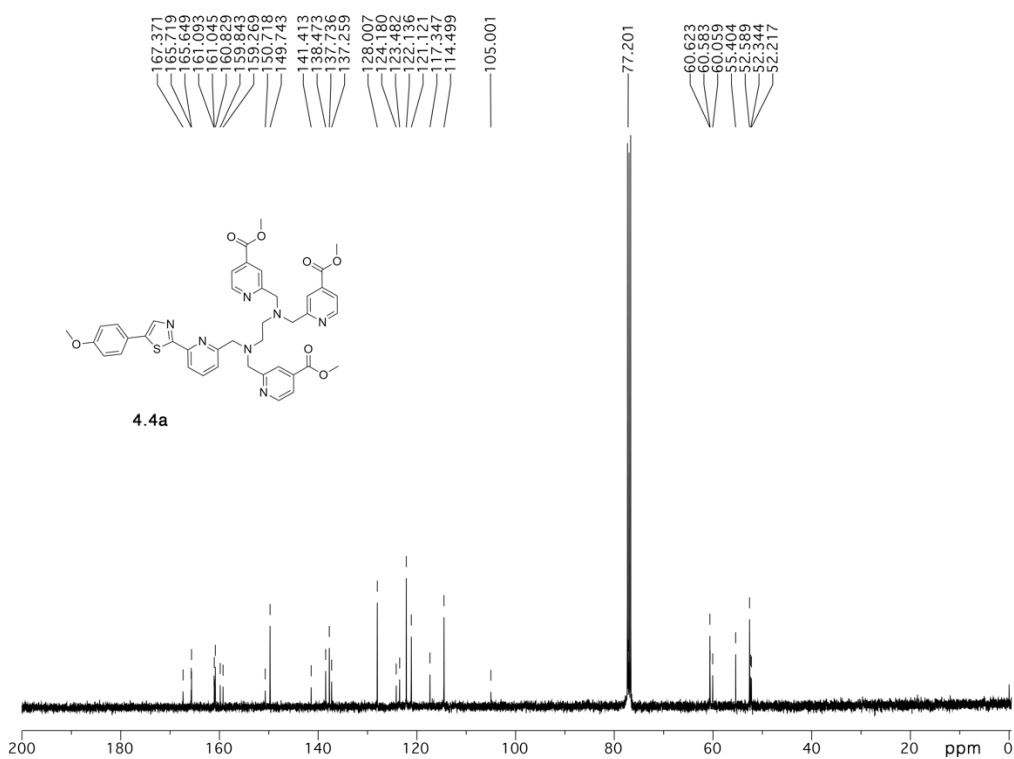 167.371
165.719
165.649
161.093
161.045
160.829
159.843
159.269
150.718
149.743
141.413
138.473
137.736
137.259
128.007
124.180
123.482
122.136
121.121
117.347
114.499
105.001
77.201
60.623
60.583
60.059
55.404
52.589
52.344
52.217
O
O
O
O
N
N
N
N
O
N
S
N
N
O
O
N
4.4a
200 180 160 140 120 100 80 60 40 20 ppm 0